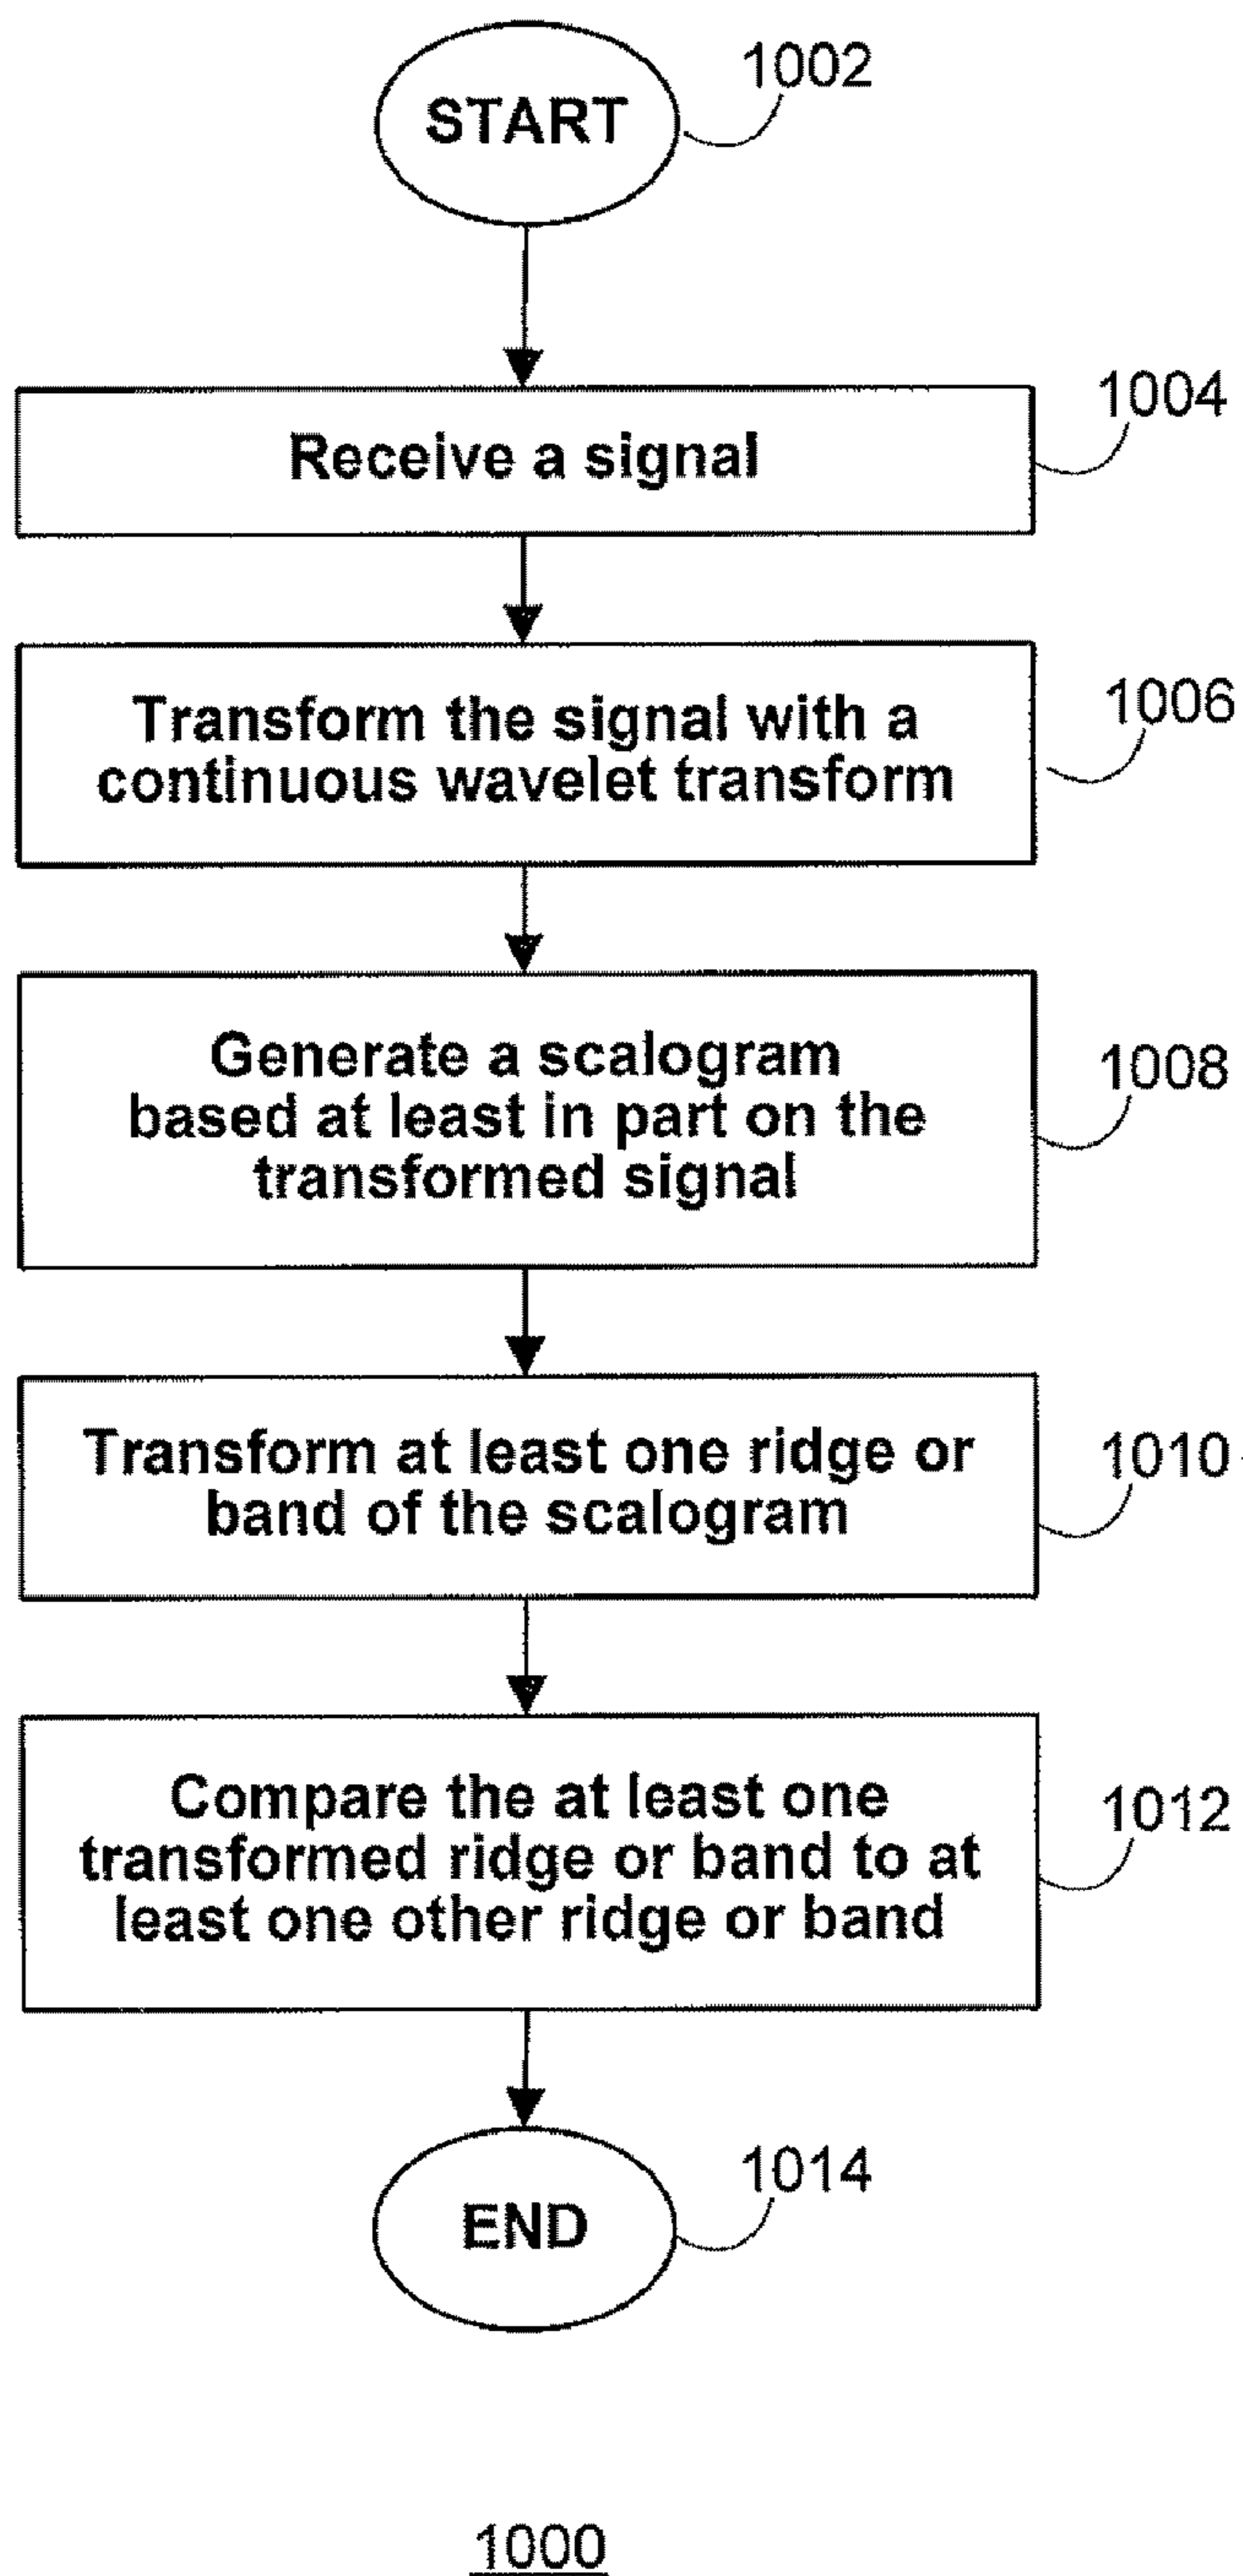 START
1002
Receive a signal
1004
Transform the signal with a
continuous wavelet transform
1006
Generate a scalogram
based at least in part on the
transformed signal
1008
Transform at least one ridge or
band of the scalogram
1010
Compare the at least one
transformed ridge or band to at
least one other ridge or band
1012
END
1014
1000